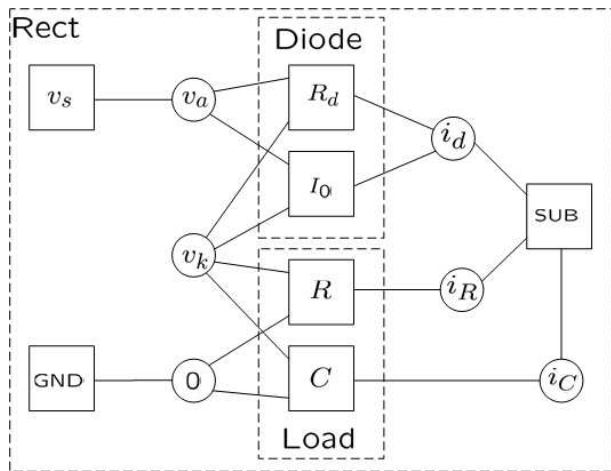 Rect
Diode
v_s
v_a
R_d
i_d
I_0
SUB
v_k
R
i_R
GND
0
C
i_C
Load